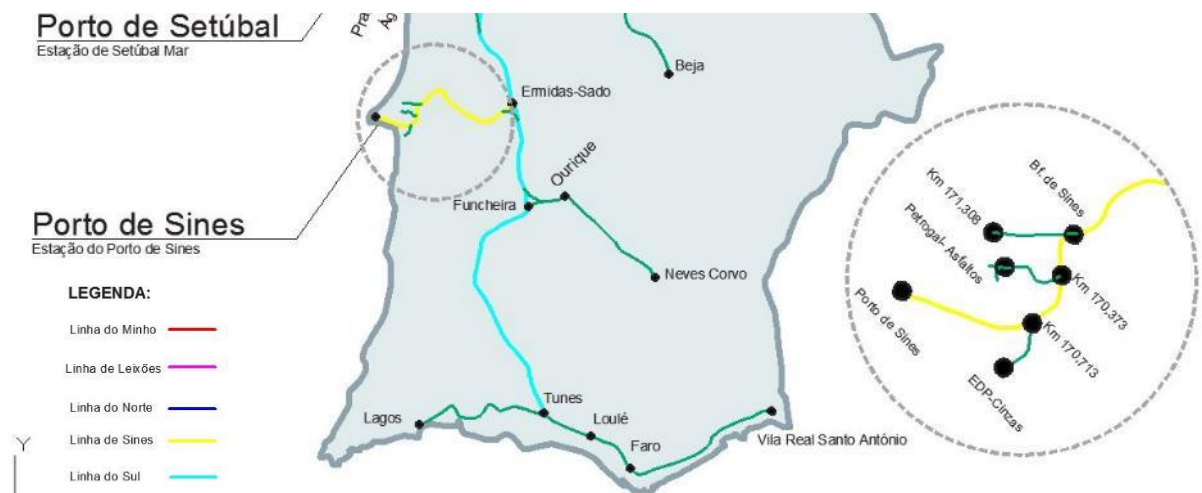 Porto de Setúbal
Estação de Setúbal Mar
Pra
Ág
Beja
Ermidas-Sado
Ourique
Funcheira
Neves Corvo
Porto de Sines
Estação do Porto de Sines
LEGENDA:
Linha do Minho
Linha de Leixões
Linha do Norte
Linha de Sines
Linha do Sul
Tunes
Lagos
Loulé
Faro
Vila Real Santo António
Bf. de Sines
Km 171,308
Petrogal- Asfaltos
Km 170,373
Porto de Sines
Km 170,713
EDP-Cinzas
Y